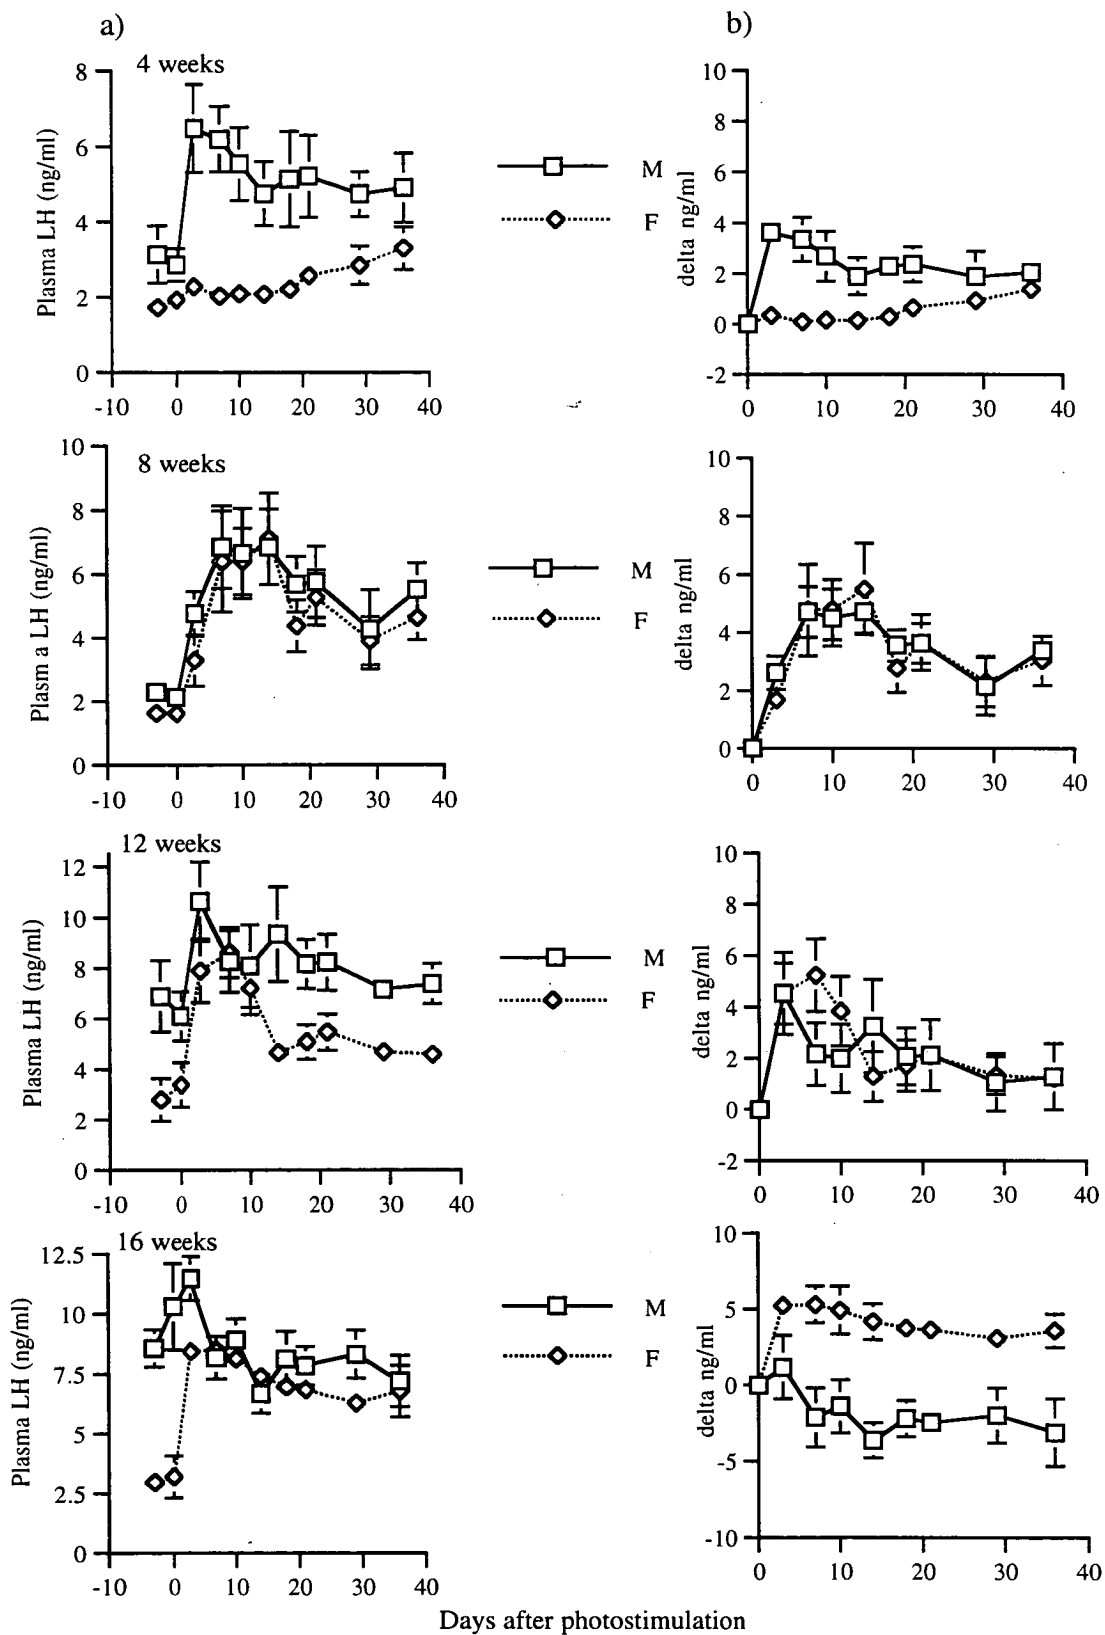 a)
b)
4 weeks
8
6
4
2
0
-10 0 10 20 30 40
Plasma LH (ng/ml)
M
F
10
8
6
4
2
0
-2
0 10 20 30 40
delta ng/ml
8 weeks
10
8
6
4
2
0
-10 0 10 20 30 40
Plasm a LH (ng/ml)
M
F
10
8
6
4
2
0
0 10 20 30 40
delta ng/ml
12 weeks
12
10
8
6
4
2
0
-10 0 10 20 30 40
Plasma LH (ng/ml)
M
F
10
8
6
4
2
0
-2
0 10 20 30 40
delta ng/ml
16 weeks
12.5
10
7.5
5
2.5
0
-10 0 10 20 30 40
Plasma LH (ng/ml)
M
F
10
5
0
-5
-10
0 10 20 30 40
delta ng/ml
Days after photostimulation